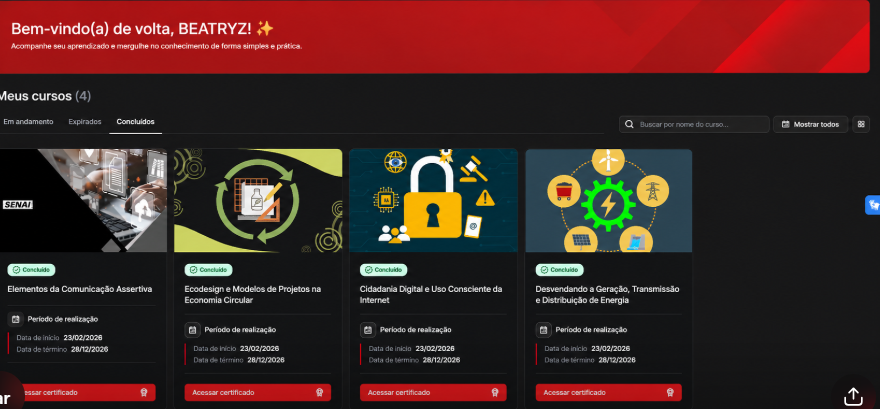 Bem-vindo(a) de volta, BEATRYZ! ✨
Acompanhe seu aprendizado e mergulhe no conhecimento de forma simples e prática.
Meus cursos (4)
Em andamento
Expirados
Concluídos
Buscar por nome do curso...
Mostrar todos
SENAI
Concluído
Elementos da Comunicação Assertiva
Período de realização
Data de início 23/02/2026
Data de término 28/12/2026
essar certificado
Concluído
Ecodesign e Modelos de Projetos na
Economia Circular
Período de realização
Data de início 23/02/2026
Data de término 28/12/2026
Acessar certificado
Concluído
Cidadania Digital e Uso Consciente da
Internet
Período de realização
Data de início 23/02/2026
Data de término 28/12/2026
Acessar certificado
Concluído
Desvendando a Geração, Transmissão
e Distribuição de Energia
Período de realização
Data de início 23/02/2026
Data de término 28/12/2026
Acessar certificado
ar